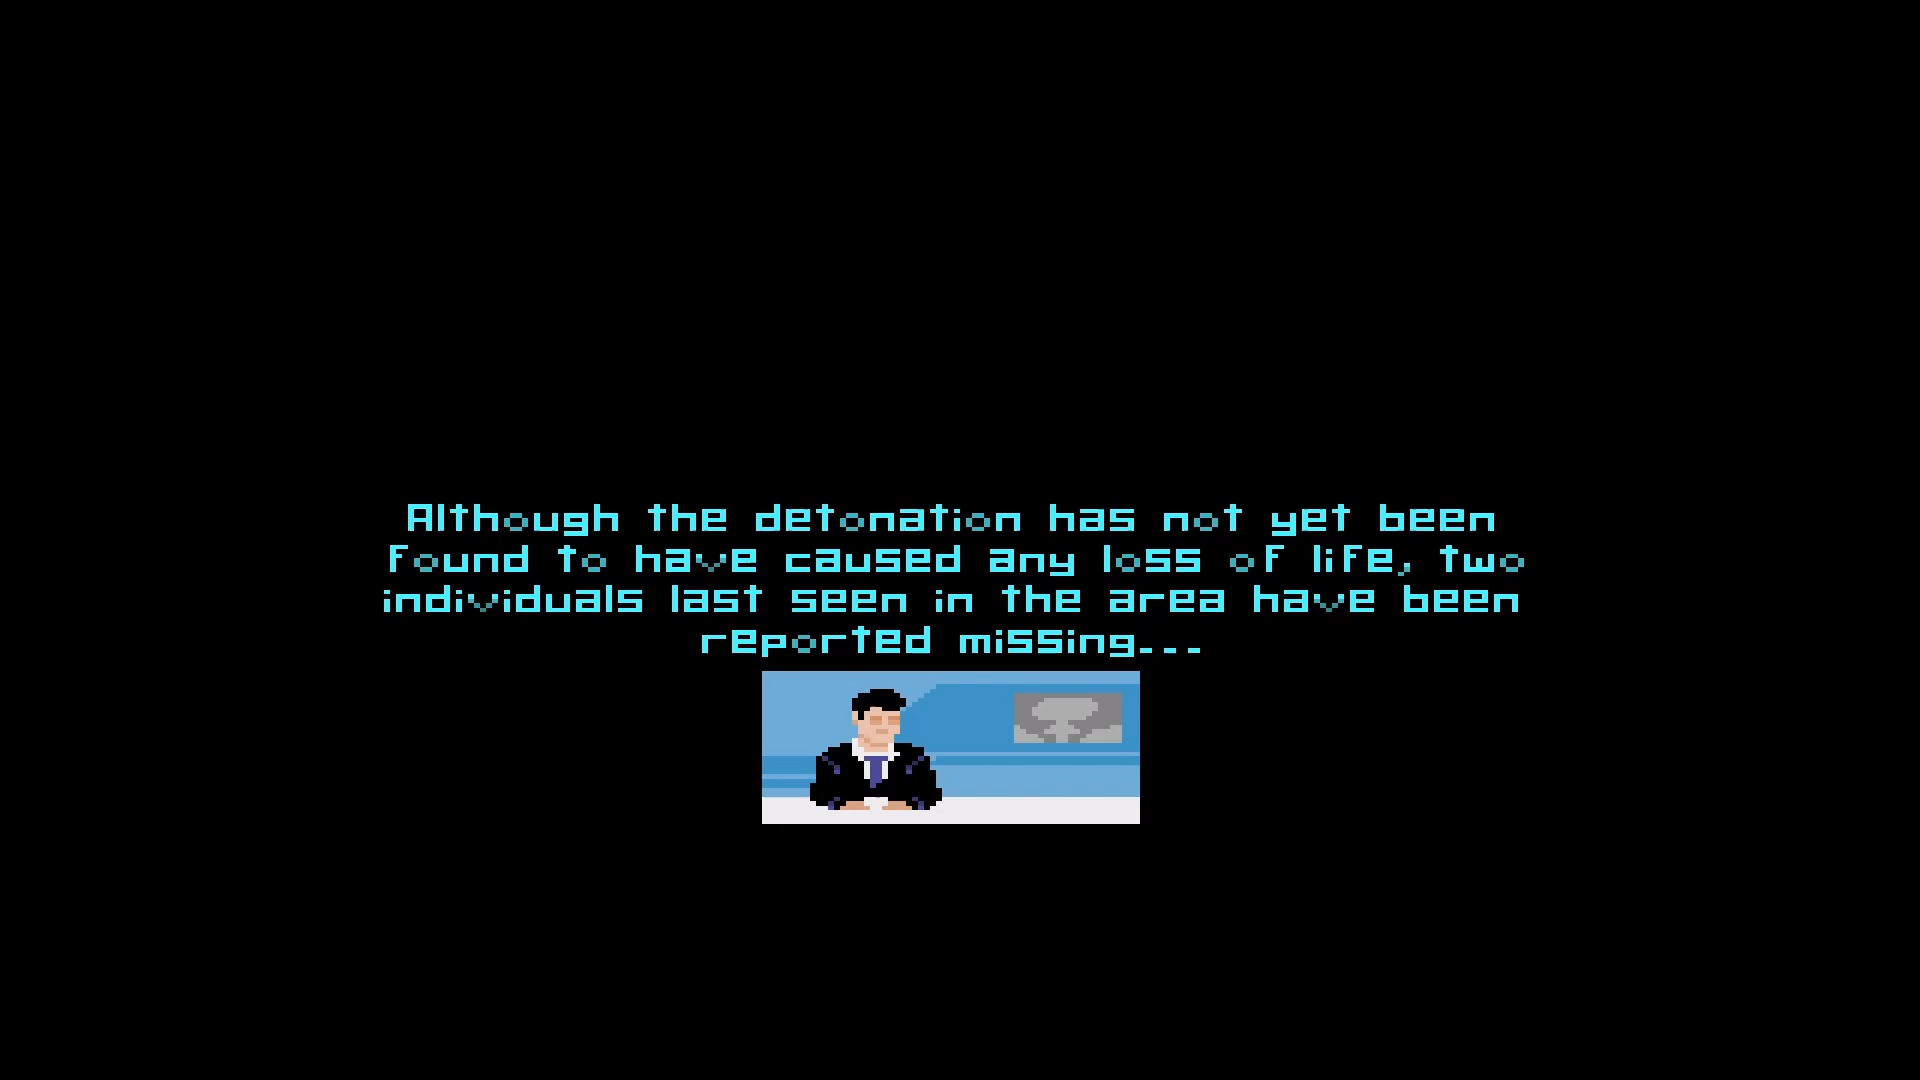 Although the detonation has not yet been
found to have caused any loss of life, two
individuals last seen in the area have been
reported missing...